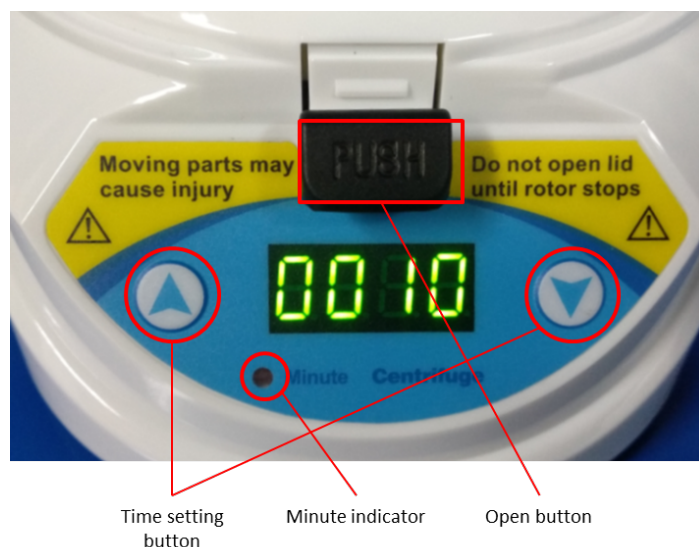 PUSH
Moving parts may
cause injury
Do not open lid
until rotor stops
0010
Minute Centrifuge
Time setting
button
Minute indicator
Open button